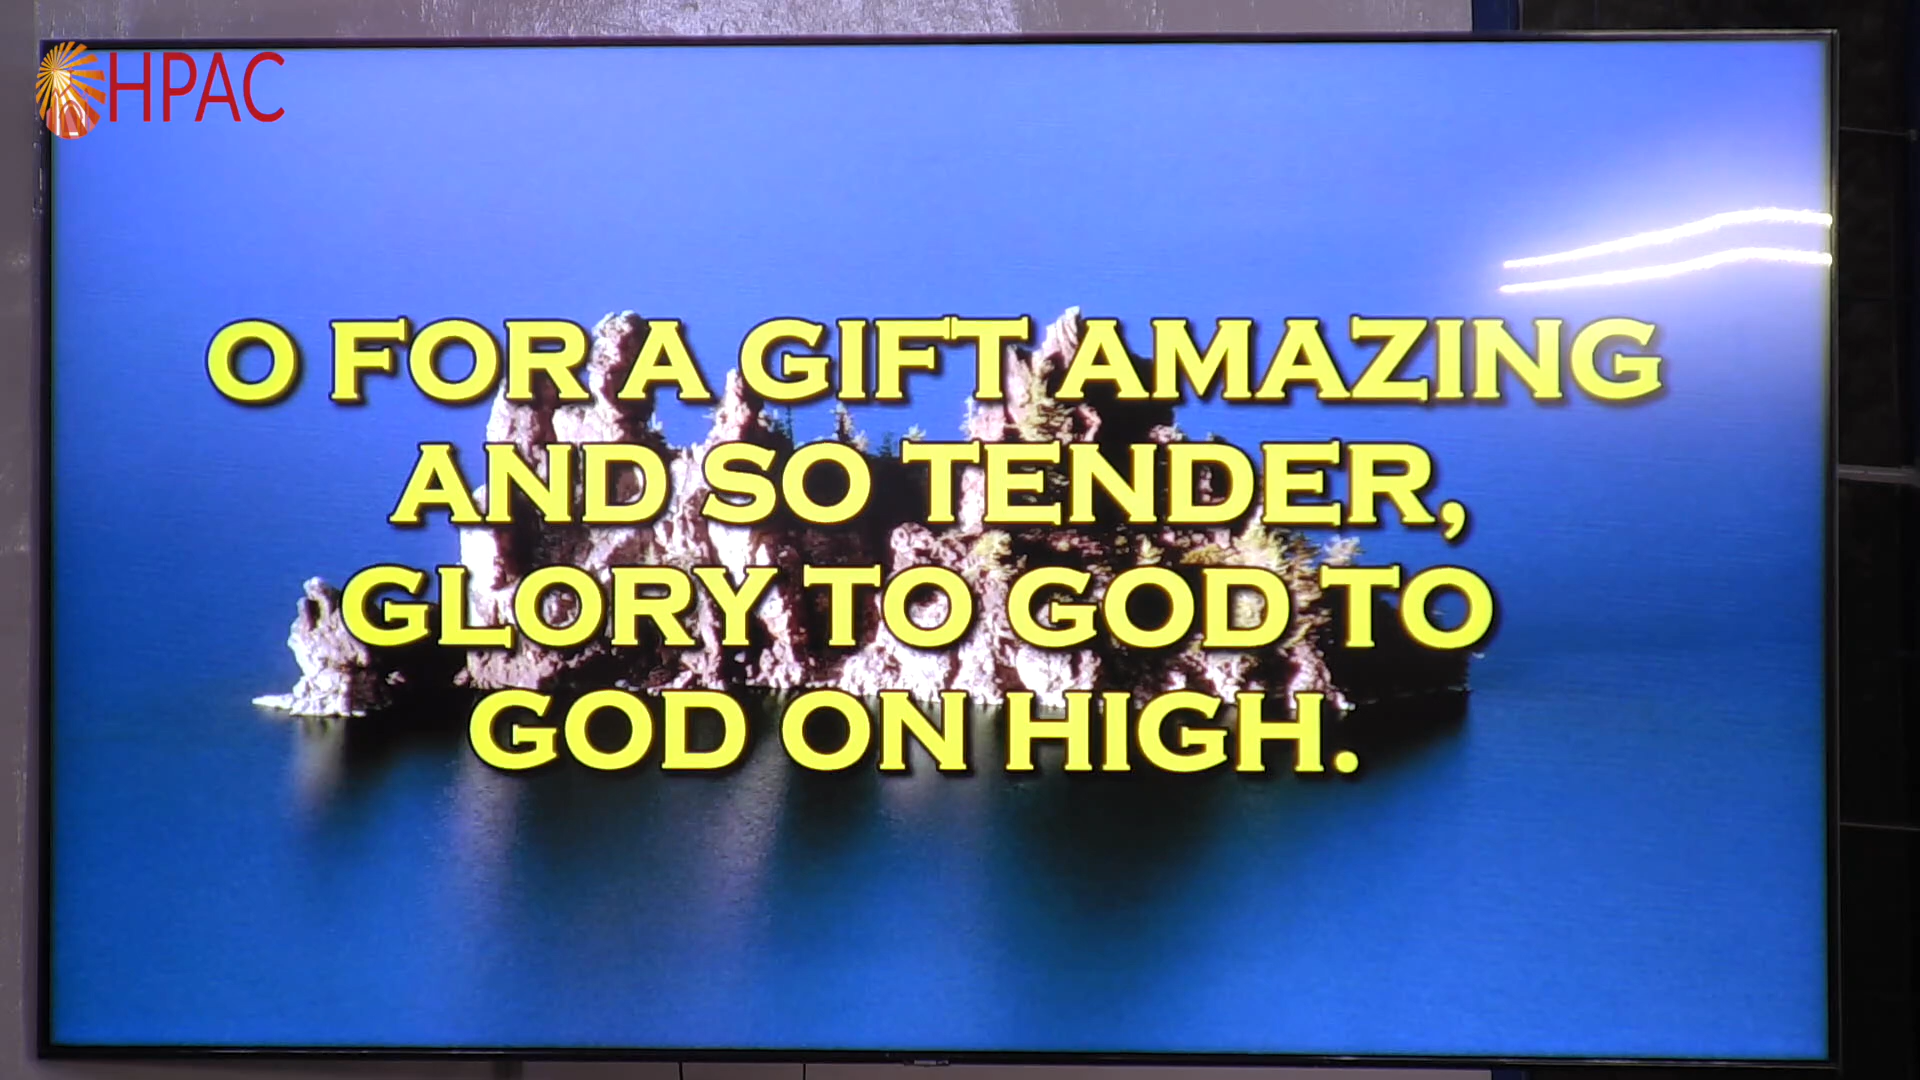 HPAC
O FOR A GIFT AMAZING
AND SO TENDER,
GLORY TO GOD TO
GOD ON HIGH.